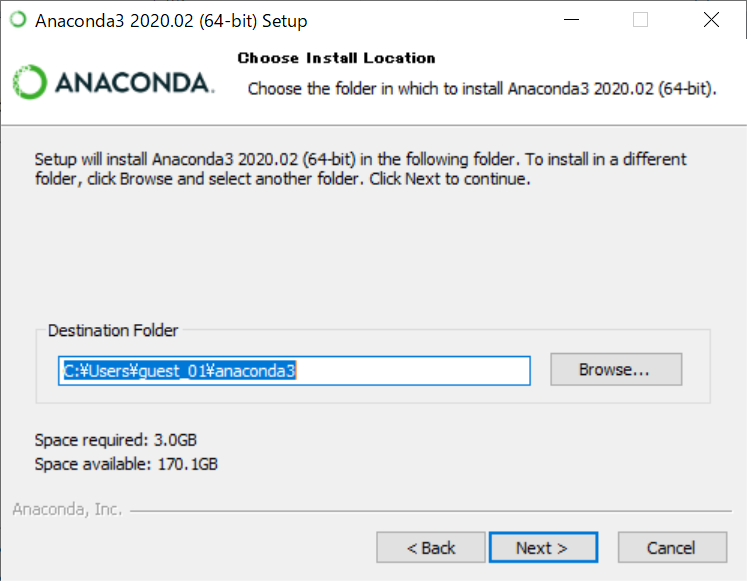 Anaconda3 2020.02 (64-bit) Setup
Choose Install Location
ANACONDA.
Choose the folder in which to install Anaconda3 2020.02 (64-bit).
Setup will install Anaconda3 2020.02 (64-bit) in the following folder. To install in a different
folder, click Browse and select another folder. Click Next to continue.
Destination Folder
C:¥Users¥guest_01¥anaconda3
Browse...
Space required: 3.0GB
Space available: 170.1GB
Anaconda, Inc.
< Back
Next >
Cancel